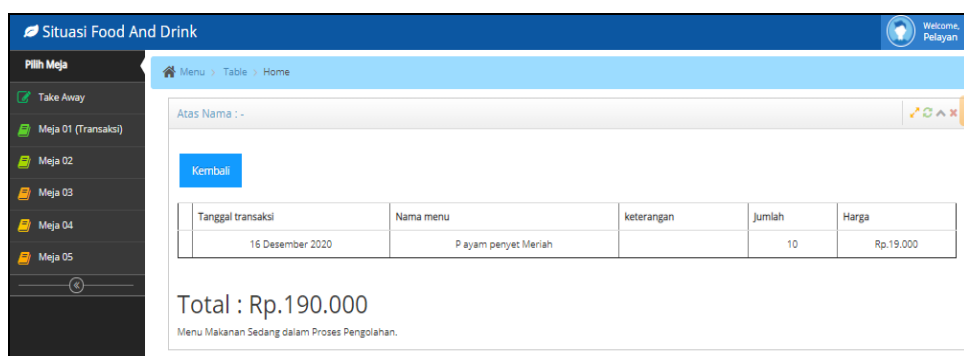 Situasi Food And Drink
Welcome,
Pelayan
Pilih Meja
Menu > Table > Home
Take Away
Atas Nama : -
Meja 01 (Transaksi)
Meja 02
Kembali
Meja 03
Meja 04
Meja 05
Tanggal transaksi Nama menu keterangan Jumlah Harga
16 Desember 2020 P ayam penyet Meriah 10 Rp.19.000
Total : Rp.190.000
Menu Makanan Sedang dalam Proses Pengolahan.